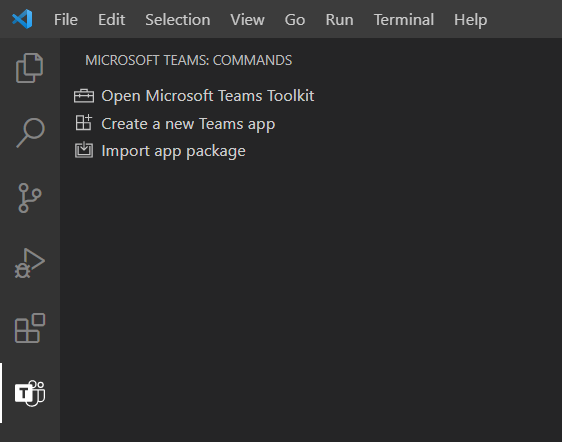 File Edit Selection View Go Run Terminal Help
MICROSOFT TEAMS: COMMANDS
Open Microsoft Teams Toolkit
Create a new Teams app
Import app package
T